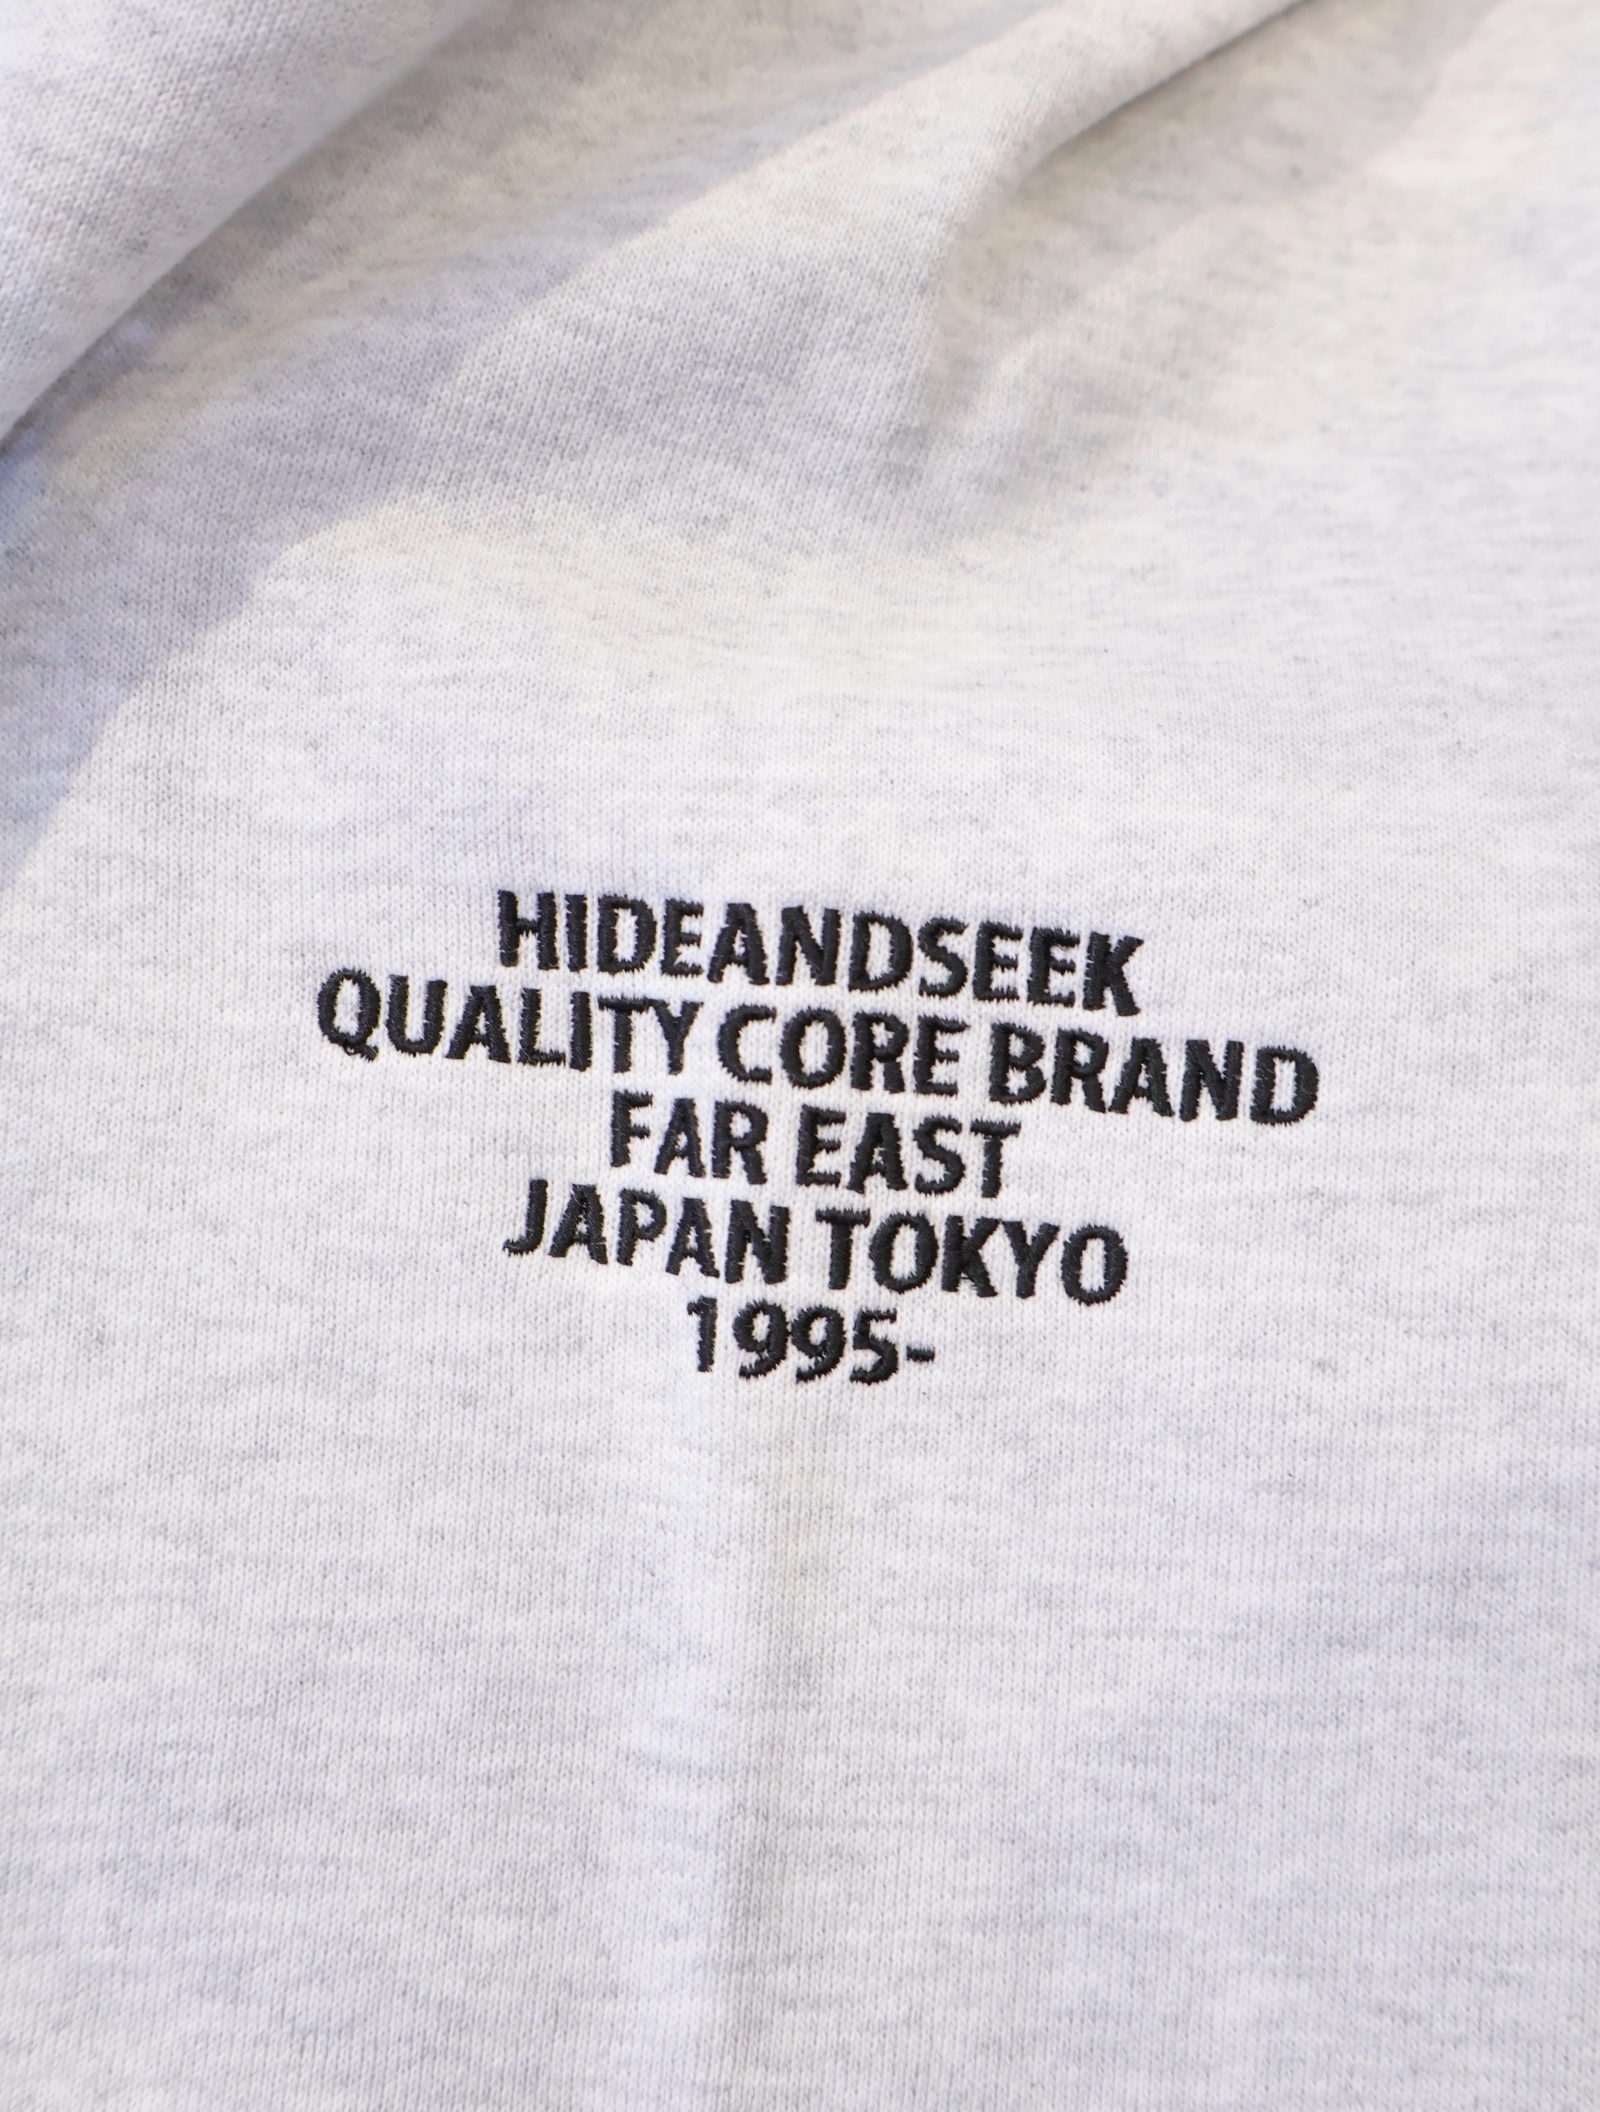 HIDEANDSEEK
QUALITY CORE BRAND
FAR EAST
JAPAN TOKYO
1995-